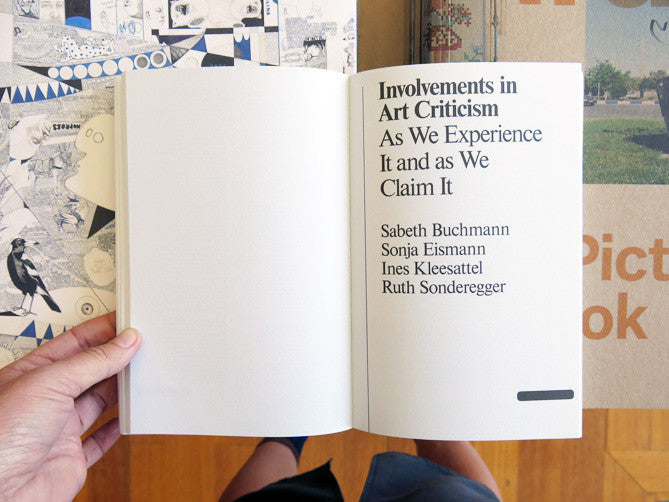 Involvements in
Art Criticism
As We Experience
It and as We
Claim It
Sabeth Buchmann
Sonja Eismann
Ines Kleesattel
Ruth Sonderegger
Pict
ok